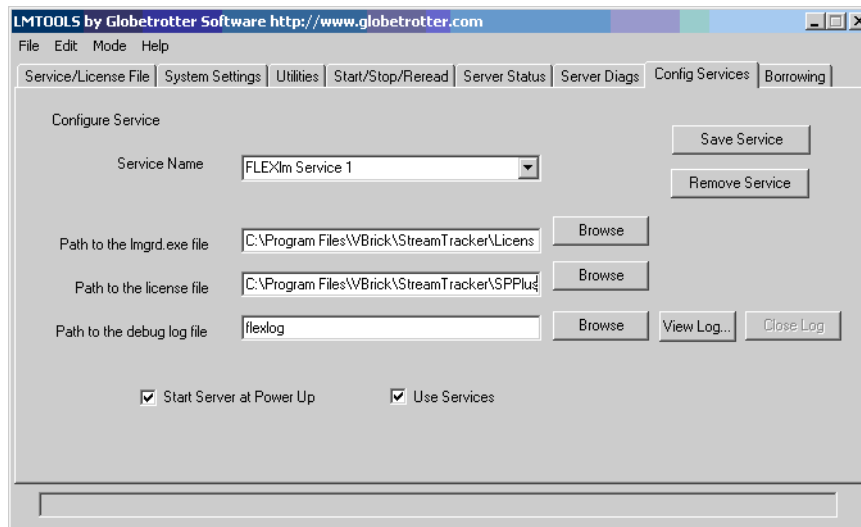 LMTOOLS by Globetrotter Software http://www.globetrotter.com
File Edit Mode Help
Service/License File System Settings Utilities Start/Stop/Reread Server Status Server Diags Config Services Borrowing
Configure Service
Save Service
Service Name FLEXlm Service 1
Remove Service
Path to the lmgrd.exe file C:\Program Files\VBrick\StreamTracker\Licens Browse
Path to the license file C:\Program Files\VBrick\StreamTracker\SPPlus Browse
Path to the debug log file flexlog Browse View Log... Close Log
Start Server at Power Up Use Services